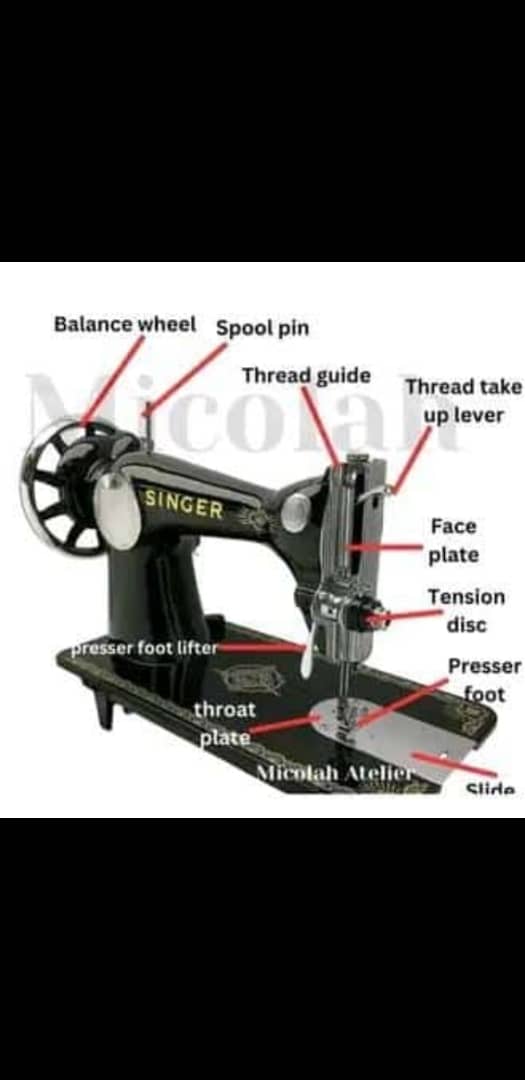 Balance wheel
Spool pin
Thread guide
Thread take
up lever
Micolah
SINGER
Face
plate
Tension
disc
presser foot lifter
Presser
foot
throat
plate
Micolah Atelier
Slide